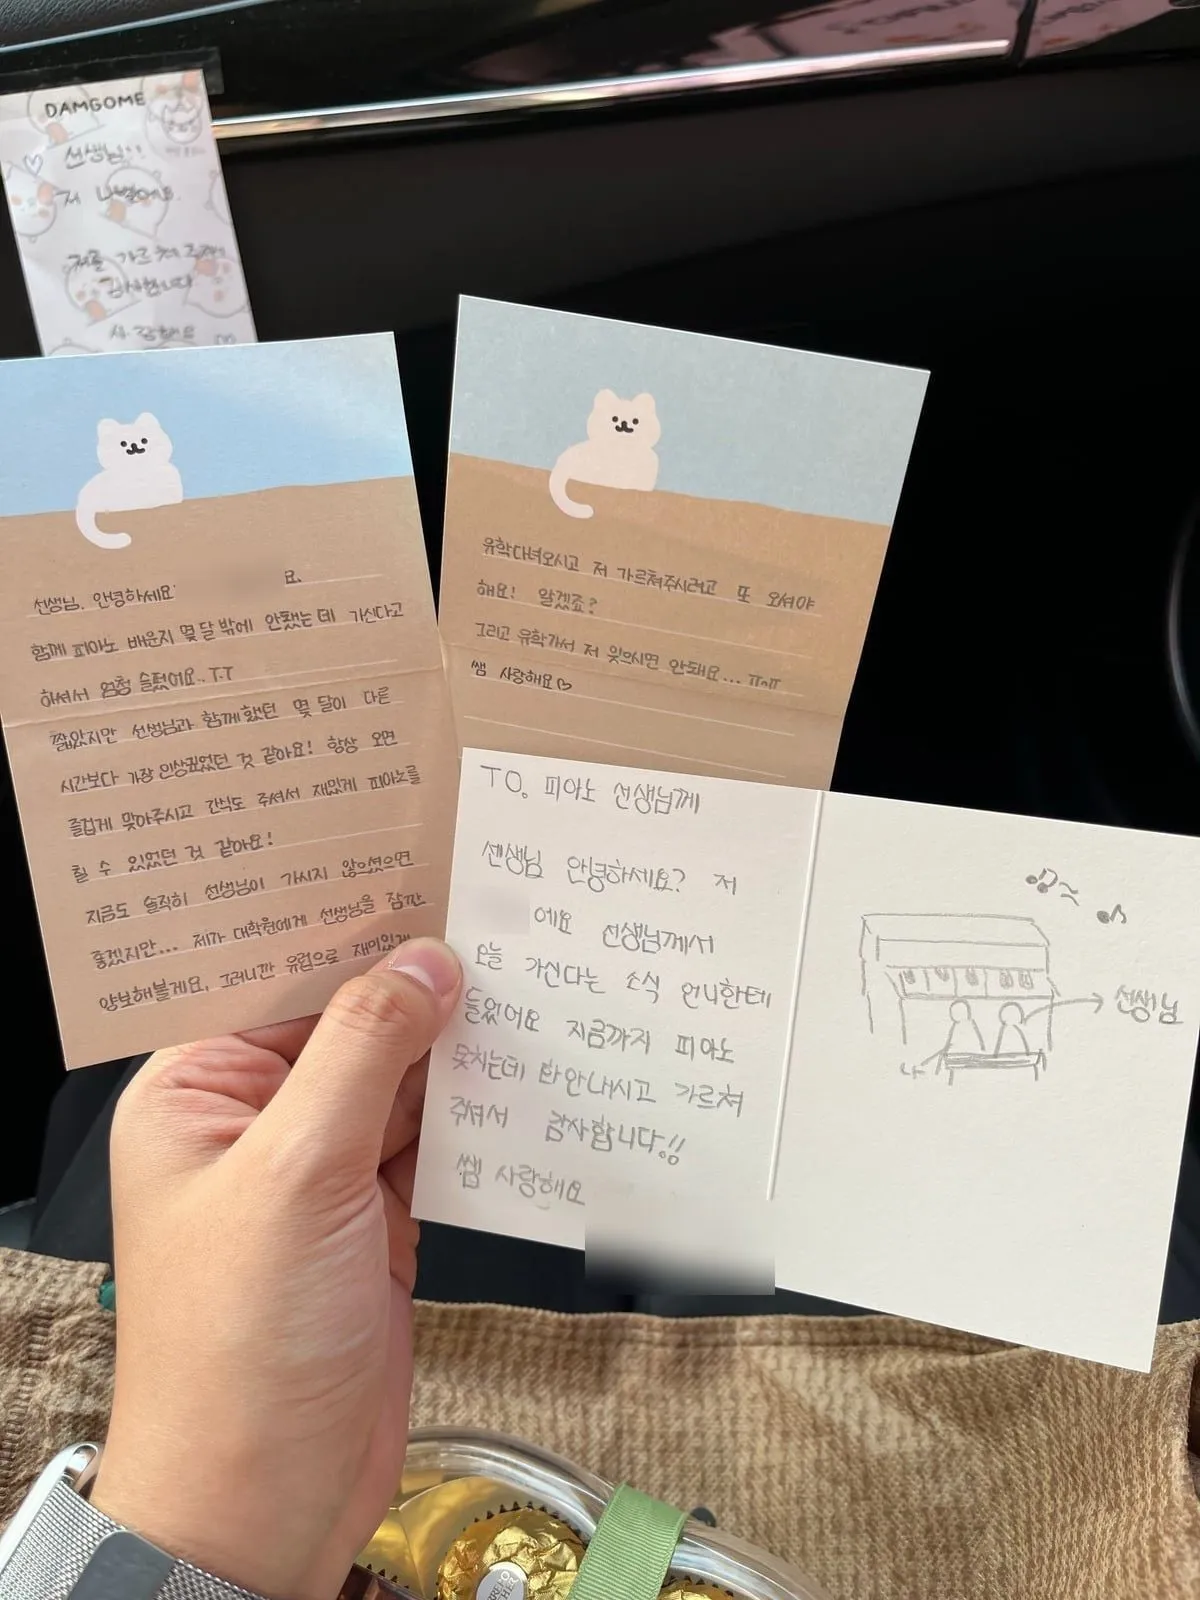 DAMGOME
선생님!!
저
저를 가르쳐주셔서
감사합니다
사랑해요
선생님. 안녕하세요
요.
함께 피아노 배운지 몇 달 밖에 안됐는데 가신다고
하셔서 엄청 슬펐어요.. T.T
짧았지만 선생님과 함께했던 몇 달이 다른
시간보다 가장 인상깊었던 것 같아요! 항상 오면
즐겁게 맞아주시고 간식도 주셔서 재밌게 피아노를
칠 수 있었던 것 같아요!
지금도 솔직히 선생님이 가시지 않으셨으면
좋겠지만... 제가 대학원에게 선생님을 잠깐
양보해볼게요. 그러니깐 유럽으로 재미있게
유학다녀오시고 저 가르쳐주시려고 또 오셔야
해요! 알겠죠?
그리고 유학가서 저 잊으시면 안돼요... ㅠ^ㅠ
쌤 사랑해요♡
TO. 피아노 선생님께
센생님 안녕하세요? 저
에요 선생님께서
오늘 가신다는 소식 언니한테
들었어요 지금까지 피아노
못치는데 화안내시고 가르쳐
주셔서 감사합니다!!
쌤 사랑해요
선생님
나